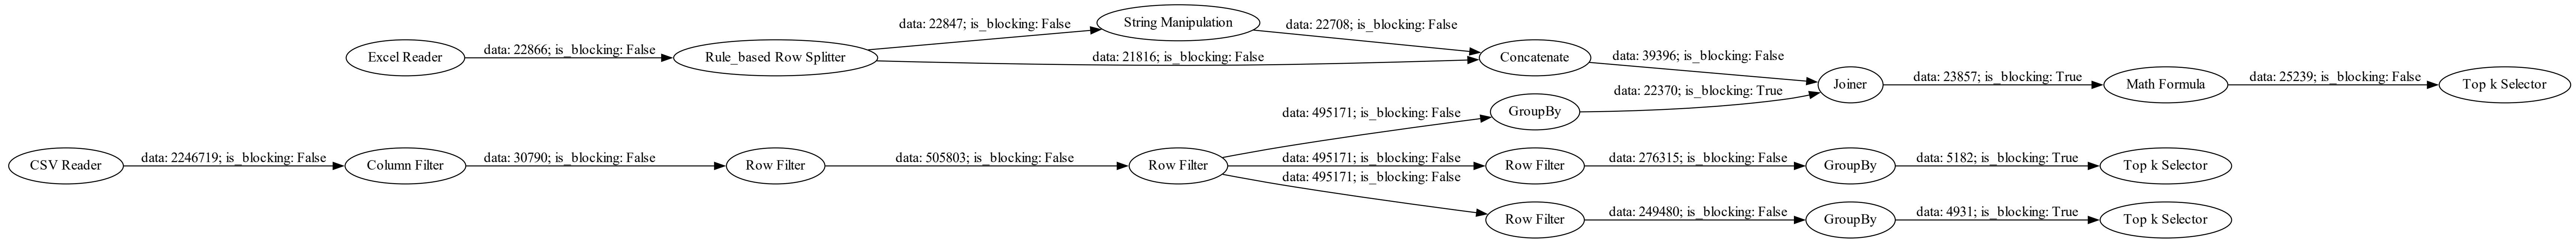 data: 22847; is_blocking: False
String Manipulation
data: 22708; is_blocking: False
Excel Reader
data: 22866; is_blocking: False
Rule_based Row Splitter
data: 21816; is_blocking: False
Concatenate
data: 39396; is_blocking: False
Joiner
data: 23857; is_blocking: True
Math Formula
data: 25239; is_blocking: False
Top k Selector
data: 495171; is_blocking: False
GroupBy
data: 22370; is_blocking: True
CSV Reader
data: 2246719; is_blocking: False
Column Filter
data: 30790; is_blocking: False
Row Filter
data: 505803; is_blocking: False
Row Filter
data: 495171; is_blocking: False
Row Filter
data: 276315; is_blocking: False
GroupBy
data: 5182; is_blocking: True
Top k Selector
data: 495171; is_blocking: False
Row Filter
data: 249480; is_blocking: False
GroupBy
data: 4931; is_blocking: True
Top k Selector